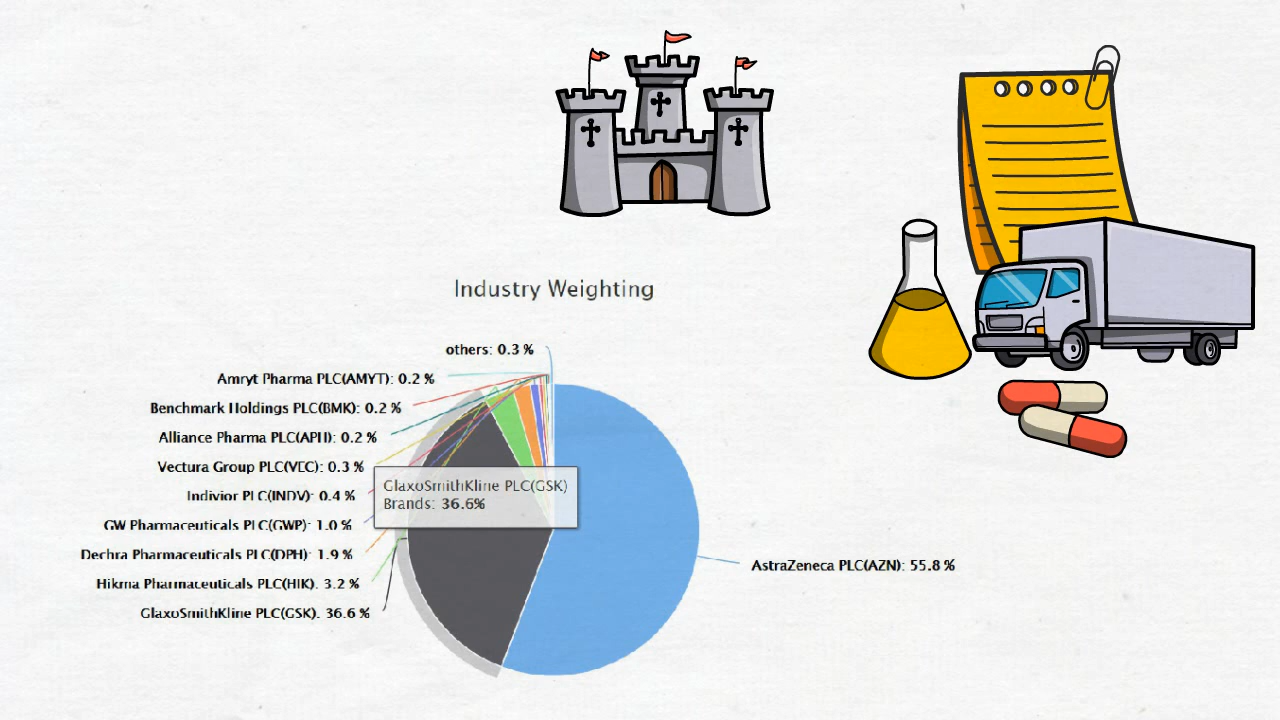 Industry Weighting
others: 0.3 %
Amryt Pharma PLC(AMYT): 0.2 %
Benchmark Holdings PLC(BMK): 0.2 %
Alliance Pharma PLC(APH): 0.2 %
Vectura Group PLC(VEC): 0.3 %
Indivior PLC(INDV): 0.4 %
GW Pharmaceuticals PLC(GWP): 1.0 %
Dechra Pharmaceuticals PLC(DPH): 1.9 %
Hikma Pharmaceuticals PLC(HIK): 3.2 %
GlaxoSmithKline PLC(GSK): 36.6 %
GlaxoSmithKline PLC(GSK)
Brands: 36.6%
AstraZeneca PLC(AZN): 55.8 %